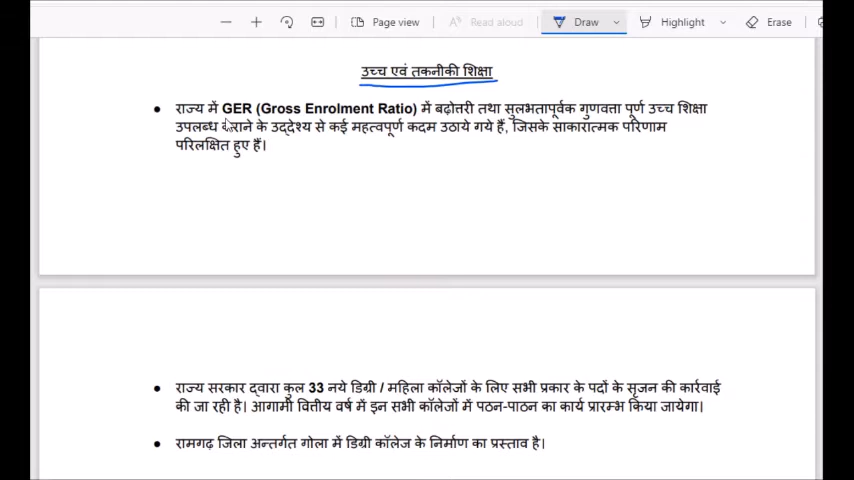 Page view
Read aloud
Draw
Highlight
Erase
उच्च एवं तकनीकी शिक्षा
● राज्य में GER (Gross Enrolment Ratio) में बढ़ोत्तरी तथा सुलभतापूर्वक गुणवत्ता पूर्ण उच्च शिक्षा
उपलब्ध कराने के उद्देश्य से कई महत्वपूर्ण कदम उठाये गये हैं, जिसके साकारात्मक परिणाम
परिलक्षित हुए हैं।
● राज्य सरकार द्वारा कुल 33 नये डिग्री / महिला कॉलेजों के लिए सभी प्रकार के पदों के सृजन की कार्रवाई
की जा रही है। आगामी वित्तीय वर्ष में इन सभी कॉलेजों में पठन-पाठन का कार्य प्रारम्भ किया जायेगा।
● रामगढ़ जिला अन्तर्गत गोला में डिग्री कॉलेज के निर्माण का प्रस्ताव है।